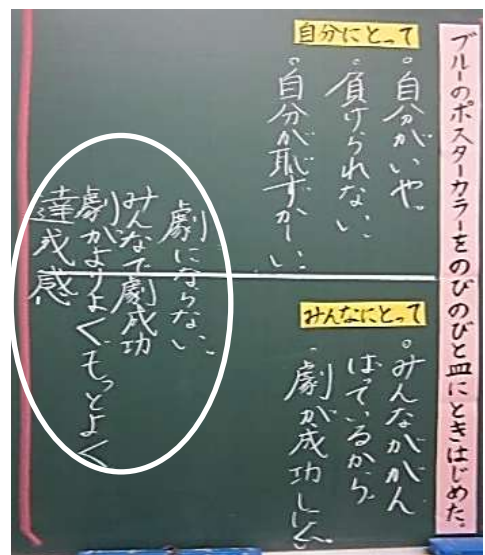 ブルーのポスターカラーをのびのびと皿にときはじめた。
自分にとって
。自分がいや。
。負けられない、
。自分が恥ずかしい、
みんなにとって
。みんながかん
ばっているから
劇が成功し
劇にならない、
みんなで劇成功
劇がよりよく、もっとよく
達成感